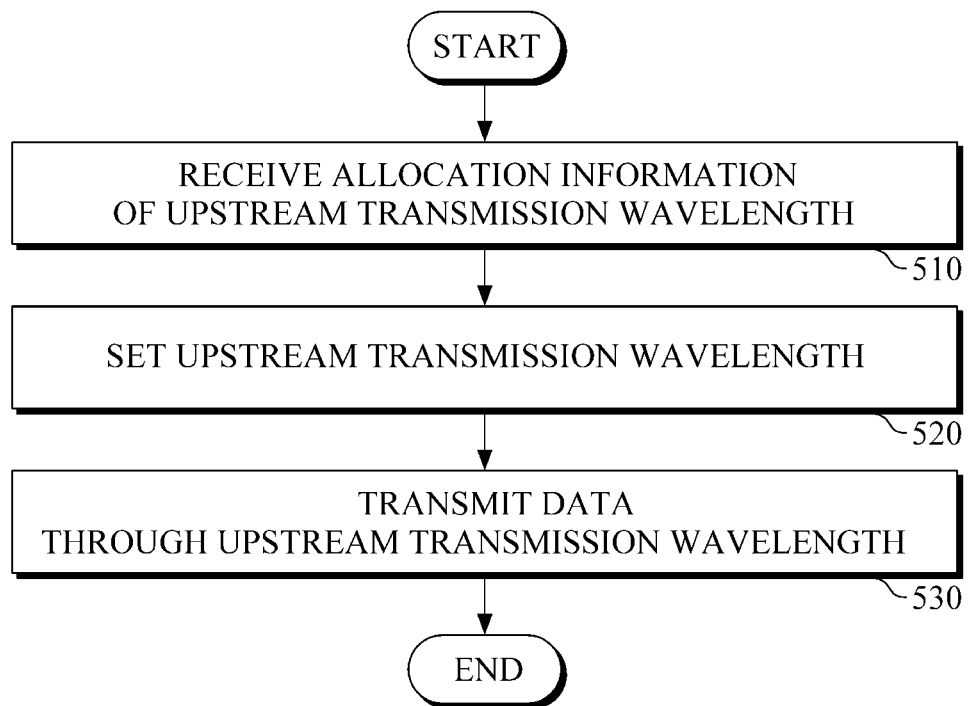 START
RECEIVE ALLOCATION INFORMATION
OF UPSTREAM TRANSMISSION WAVELENGTH
510
SET UPSTREAM TRANSMISSION WAVELENGTH
520
TRANSMIT DATA
THROUGH UPSTREAM TRANSMISSION WAVELENGTH
530
END